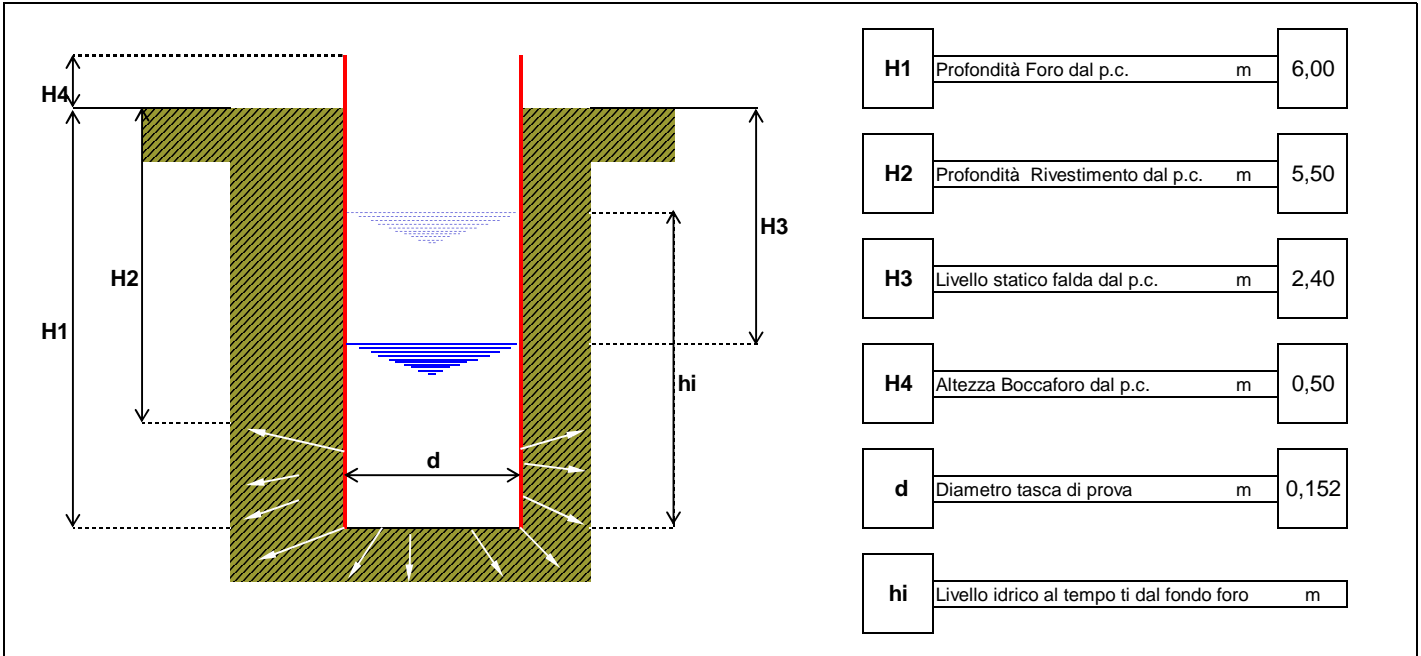 H4
H2
H1
H3
hi
d
H1 Profondità Foro dal p.c. m 6,00
H2 Profondità Rivestimento dal p.c. m 5,50
H3 Livello statico falda dal p.c. m 2,40
H4 Altezza Boccaforo dal p.c. m 0,50
d Diametro tasca di prova m 0,152
hi Livello idrico al tempo ti dal fondo foro m